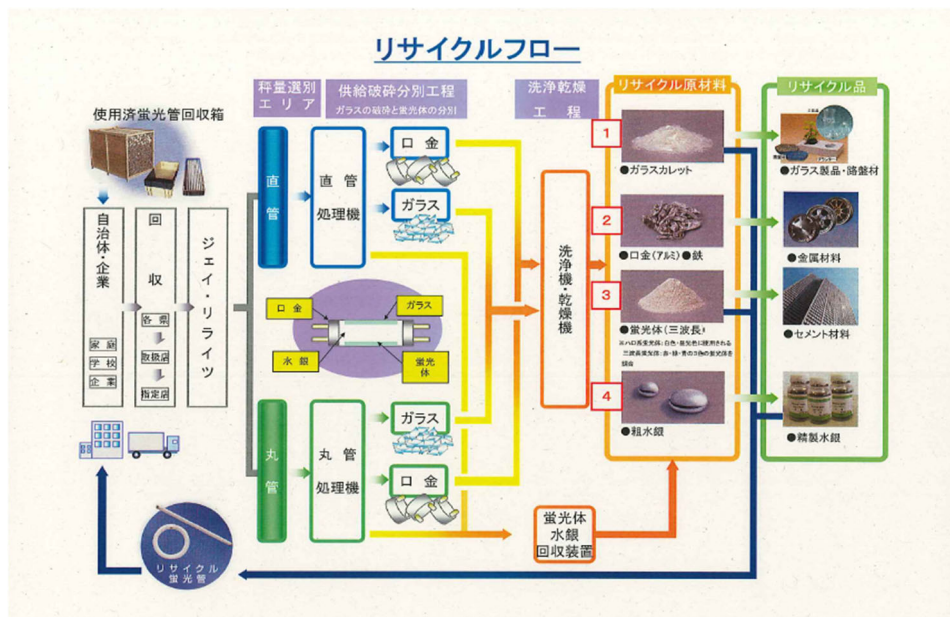 リサイクルフロー
使用済蛍光管回収箱
自治体・企業
家庭
学校
企業
回収
各県
取扱店
指定店
ジェイ・リライツ
秤量選別
エリア
供給破砕分別工程
ガラスの破砕と蛍光体の分別
洗浄乾燥
工程
リサイクル原材料
リサイクル品
直管
直管
処理機
口金
ガラス
口金
ガラス
水銀
蛍光
体
丸管
丸管
処理機
ガラス
口金
洗浄機・乾燥機
蛍光体
水銀
回収装置
1
●ガラスカレット
2
●口金(アルミ)●鉄
3
●蛍光体(三波長)
4
●粗水銀
●ガラス製品・路盤材
●金属材料
●セメント材料
●精製水銀
リサイクル
蛍光管